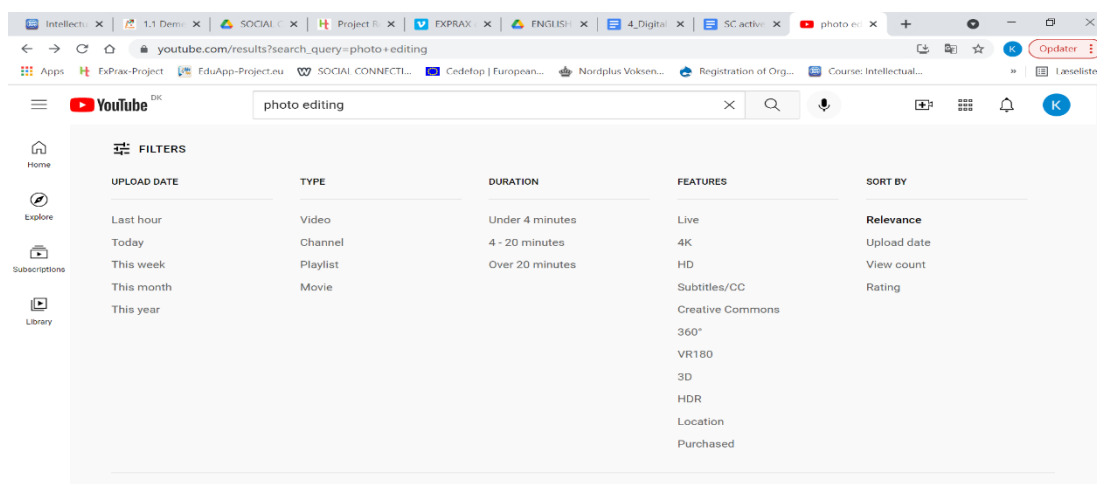 Intellectu
1.1 Deme
SOCIAL C
Project R
EXPRAX
ENGLISH
4_Digital
SC active
photo ed
youtube.com/results?search_query=photo+editing
K
Opdater
Apps
ExPrax-Project
EduApp-Project.eu
SOCIAL CONNECTI...
Cedefop | European...
Nordplus Voksen...
Registration of Org...
Course: Intellectual...
»
Læseliste
YouTube DK
photo editing
K
Home
Explore
Subscriptions
Library
FILTERS
UPLOAD DATE
Last hour
Today
This week
This month
This year
TYPE
Video
Channel
Playlist
Movie
DURATION
Under 4 minutes
4 - 20 minutes
Over 20 minutes
FEATURES
Live
4K
HD
Subtitles/CC
Creative Commons
360°
VR180
3D
HDR
Location
Purchased
SORT BY
Relevance
Upload date
View count
Rating